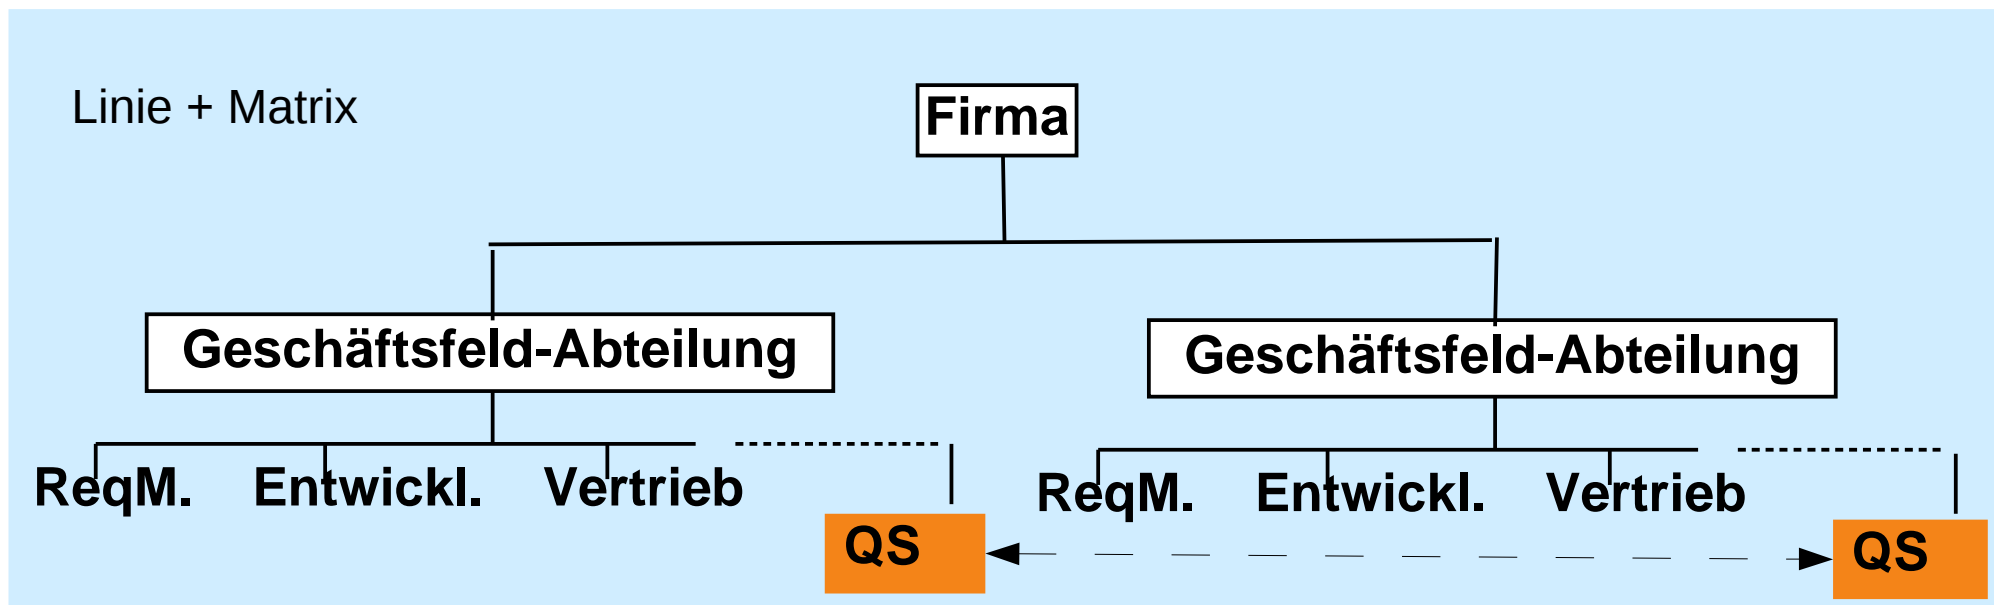 Linie + Matrix
Firma
Geschäftsfeld-Abteilung
Geschäftsfeld-Abteilung
ReqM. Entwickl. Vertrieb
QS
ReqM. Entwickl. Vertrieb
QS